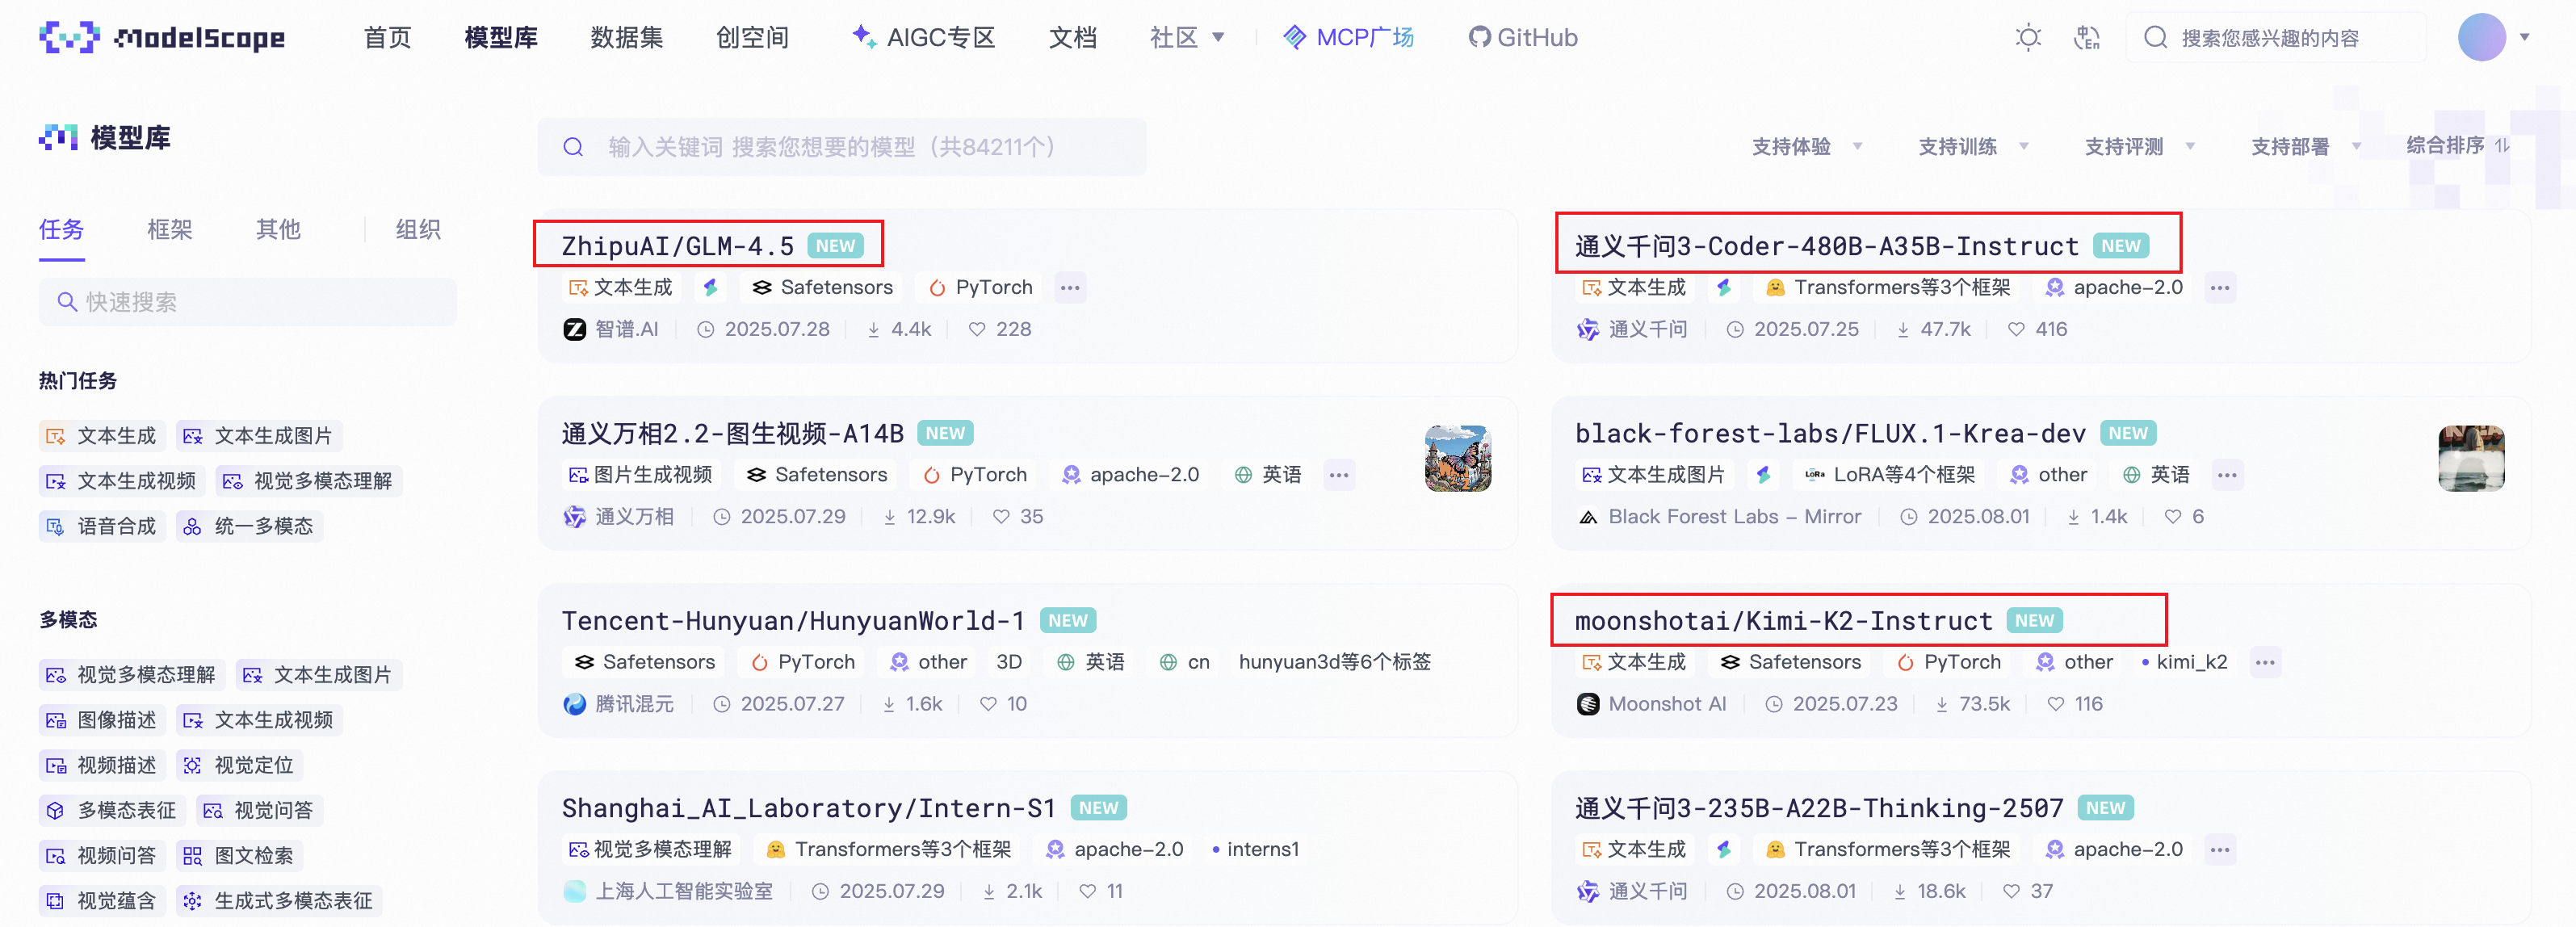 ModelScope 首页 模型库 数据集 创空间 AIGC专区 文档 社区 MCP广场 GitHub 中 En 搜索您感兴趣的内容
模型库
输入关键词 搜索您想要的模型（共84211个）
支持体验 支持训练 支持评测 支持部署 综合排序
任务 框架 其他 组织
快速搜索
热门任务
文本生成 文本生成图片
文本生成视频 视觉多模态理解
语音合成 统一多模态
多模态
视觉多模态理解 文本生成图片
图像描述 文本生成视频
视频描述 视觉定位
多模态表征 视觉问答
视频问答 图文检索
视觉蕴含 生成式多模态表征
ZhipuAI/GLM-4.5 NEW
文本生成 Safetensors PyTorch ...
智谱.AI 2025.07.28 4.4k 228
通义千问3-Coder-480B-A35B-Instruct NEW
文本生成 Transformers等3个框架 apache-2.0 ...
通义千问 2025.07.25 47.7k 416
通义万相2.2-图生视频-A14B NEW
图片生成视频 Safetensors PyTorch apache-2.0 英语 ...
通义万相 2025.07.29 12.9k 35
black-forest-labs/FLUX.1-Krea-dev NEW
文本生成图片 LoRA LoRA等4个框架 other 英语 ...
Black Forest Labs - Mirror 2025.08.01 1.4k 6
Tencent-Hunyuan/HunyuanWorld-1 NEW
Safetensors PyTorch other 3D 英语 cn hunyuan3d等6个标签
腾讯混元 2025.07.27 1.6k 10
moonshotai/Kimi-K2-Instruct NEW
文本生成 Safetensors PyTorch other kimi_k2 ...
Moonshot AI 2025.07.23 73.5k 116
Shanghai_AI_Laboratory/Intern-S1 NEW
视觉多模态理解 Transformers等3个框架 apache-2.0 interns1
上海人工智能实验室 2025.07.29 2.1k 11
通义千问3-235B-A22B-Thinking-2507 NEW
文本生成 Transformers等3个框架 apache-2.0 ...
通义千问 2025.08.01 18.6k 37